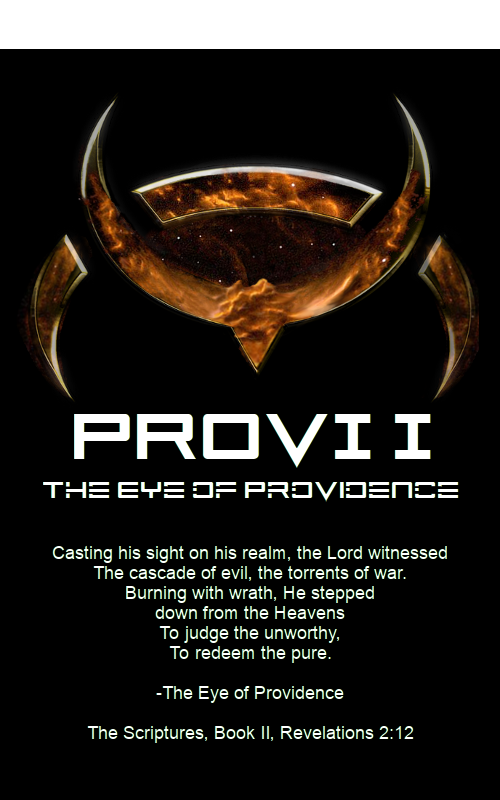 PROVI I
THE EYE OF PROVIDENCE
Casting his sight on his realm, the Lord witnessed
The cascade of evil, the torrents of war.
Burning with wrath, He stepped
down from the Heavens
To judge the unworthy,
To redeem the pure.
-The Eye of Providence
The Scriptures, Book II, Revelations 2:12